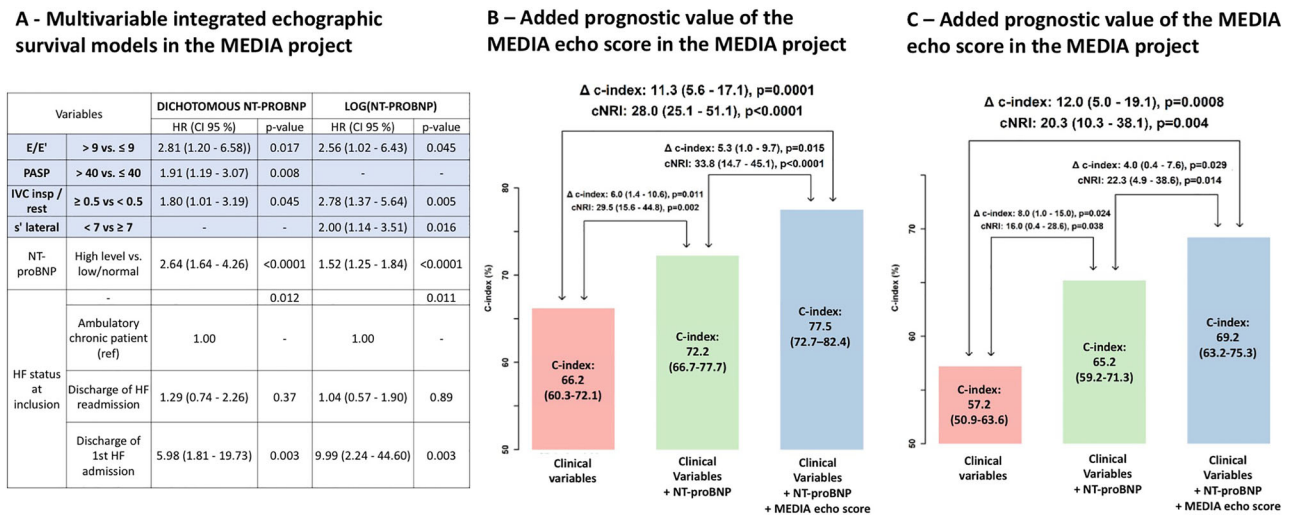 A - Multivariable integrated echographic
survival models in the MEDIA project
Variables
DICHOTOMOUS NT-PROBNP
LOG(NT-PROBNP)
HR (CI 95 %)
p-value
HR (CI 95 %)
p-value
E/E'
> 9 vs. ≤ 9
2.81 (1.20 - 6.58))
0.017
2.56 (1.02 - 6.43)
0.045
PASP
> 40 vs. ≤ 40
1.91 (1.19 - 3.07)
0.008
-
-
IVC insp /
rest
≥ 0.5 vs < 0.5
1.80 (1.01 - 3.19)
0.045
2.78 (1.37 - 5.64)
0.005
s' lateral
< 7 vs ≥ 7
-
-
2.00 (1.14 - 3.51)
0.016
NT-
proBNP
High level vs.
low/normal
2.64 (1.64 - 4.26)
<0.0001
1.52 (1.25 - 1.84)
<0.0001
HF status
at
inclusion
-
0.012
0.011
Ambulatory
chronic patient
(ref)
1.00
-
1.00
-
Discharge of HF
readmission
1.29 (0.74 - 2.26)
0.37
1.04 (0.57 - 1.90)
0.89
Discharge of
1st HF
admission
5.98 (1.81 - 19.73)
0.003
9.99 (2.24 - 44.60)
0.003
B – Added prognostic value of the
MEDIA echo score in the MEDIA project
Δ c-index: 11.3 (5.6 - 17.1), p=0.0001
cNRI: 28.0 (25.1 - 51.1), p<0.0001
Δ c-index: 5.3 (1.0 - 9.7), p=0.015
cNRI: 33.8 (14.7 - 45.1), p<0.0001
Δ c-index: 6.0 (1.4 - 10.6), p=0.011
cNRI: 29.5 (15.6 - 44.8), p=0.002
C-index (%)
80
70
60
50
C-index:
66.2
(60.3-72.1)
C-index:
72.2
(66.7-77.7)
C-index:
77.5
(72.7–82.4)
Clinical
variables
Clinical
Variables
+ NT-proBNP
Clinical
Variables
+ NT-proBNP
+ MEDIA echo score
C – Added prognostic value of the MEDIA
echo score in the MEDIA project
Δ c-index: 12.0 (5.0 - 19.1), p=0.0008
cNRI: 20.3 (10.3 - 38.1), p=0.004
Δ c-index: 4.0 (0.4 - 7.6), p=0.029
cNRI: 22.3 (4.9 - 38.6), p=0.014
Δ c-index: 8.0 (1.0 - 15.0), p=0.024
cNRI: 16.0 (0.4 - 28.6), p=0.038
C-index (%)
70
60
50
C-index:
57.2
(50.9-63.6)
C-index:
65.2
(59.2-71.3)
C-index:
69.2
(63.2-75.3)
Clinical
variables
Clinical
Variables
+ NT-proBNP
Clinical
Variables
+ NT-proBNP
+ MEDIA echo score